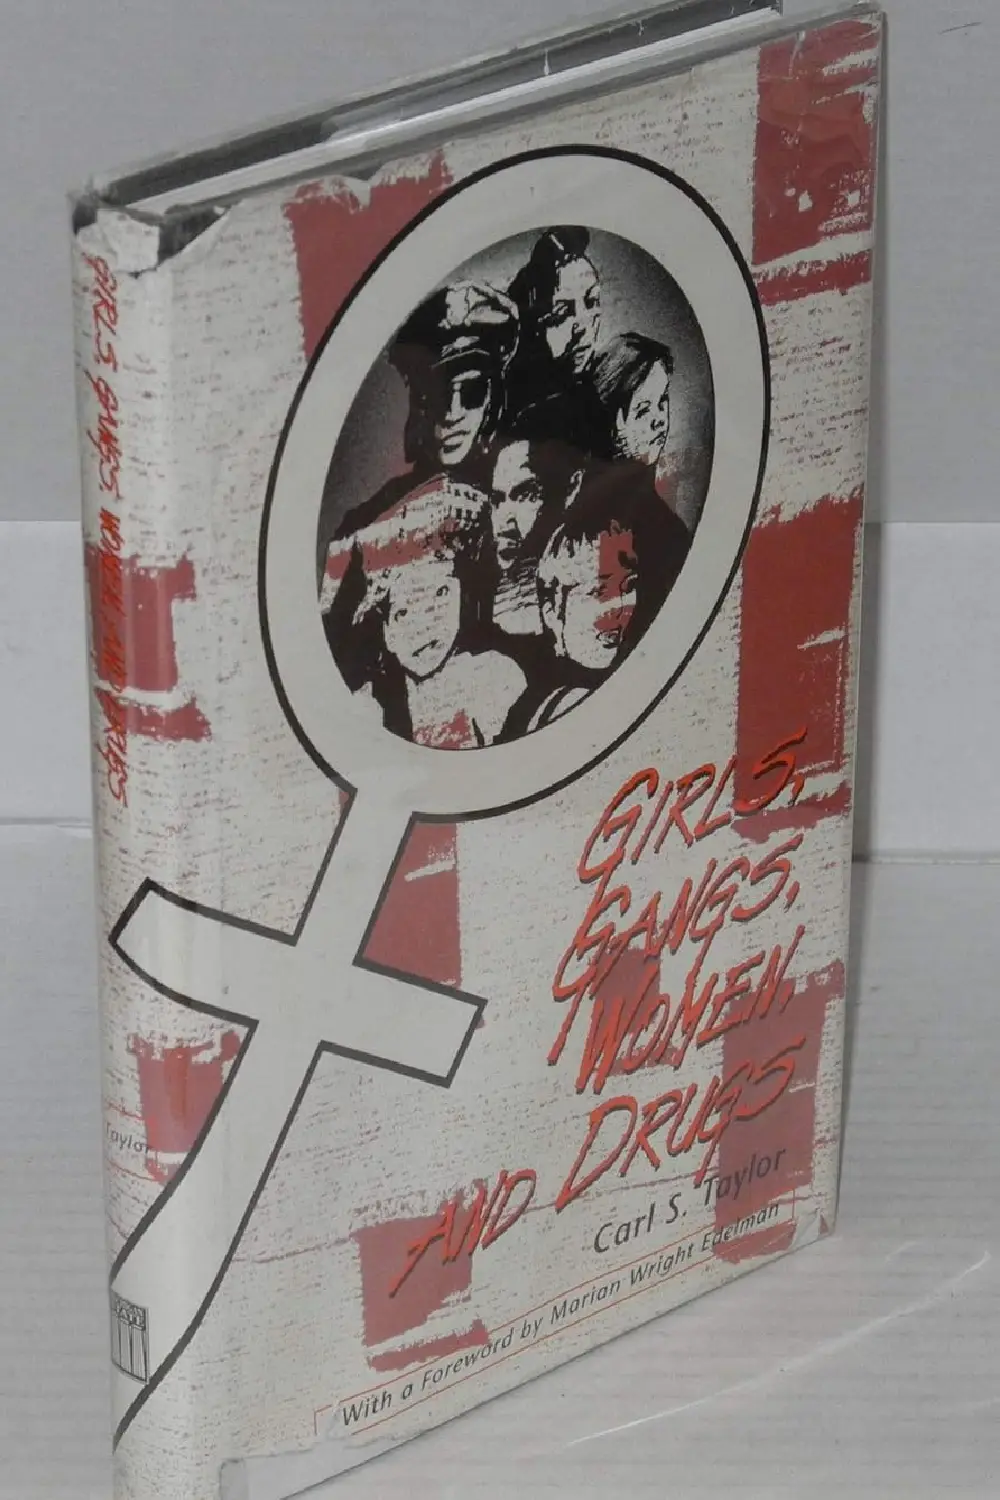 GIRLS,
GANGS,
WOMEN,
AND DRUGS
Carl S. Taylor
With a Foreword by Marian Wright Edelman
GIRLS, GANGS, WOMEN, AND DRUGS
Taylor